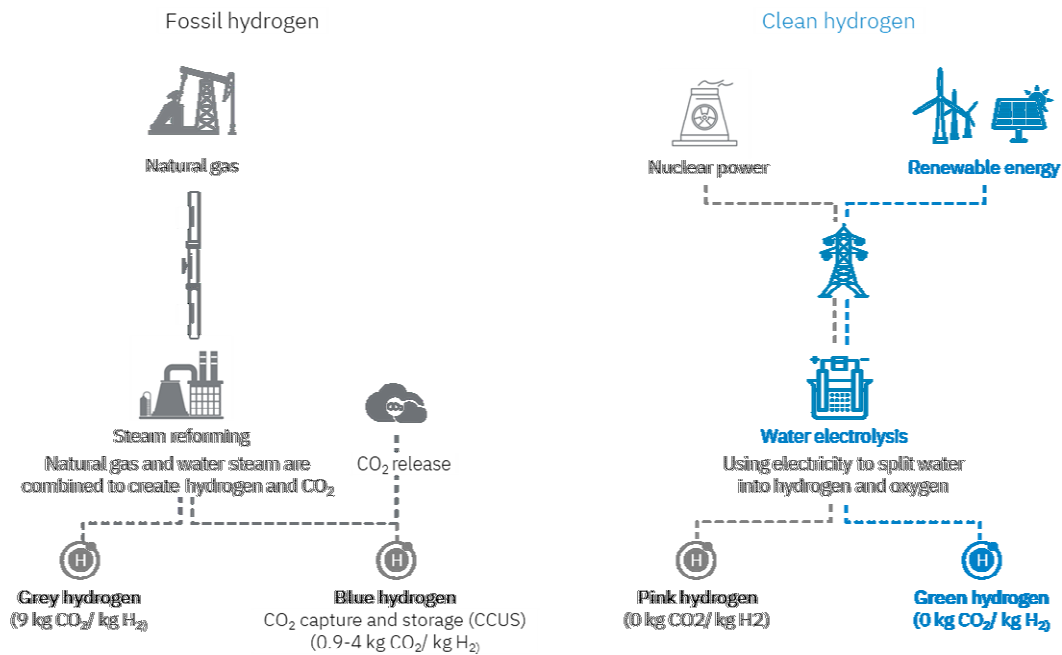 Fossil hydrogen
Natural gas
Steam reforming
Natural gas and water steam are
combined to create hydrogen and CO₂
CO₂
CO₂ release
Grey hydrogen
(9 kg CO₂/ kg H₂)
Blue hydrogen
CO₂ capture and storage (CCUS)
(0.9-4 kg CO₂/ kg H₂)
H
H
Clean hydrogen
Nuclear power
Renewable energy
Water electrolysis
Using electricity to split water
into hydrogen and oxygen
H
H
Pink hydrogen
(0 kg CO2/ kg H2)
Green hydrogen
(0 kg CO₂/ kg H₂)